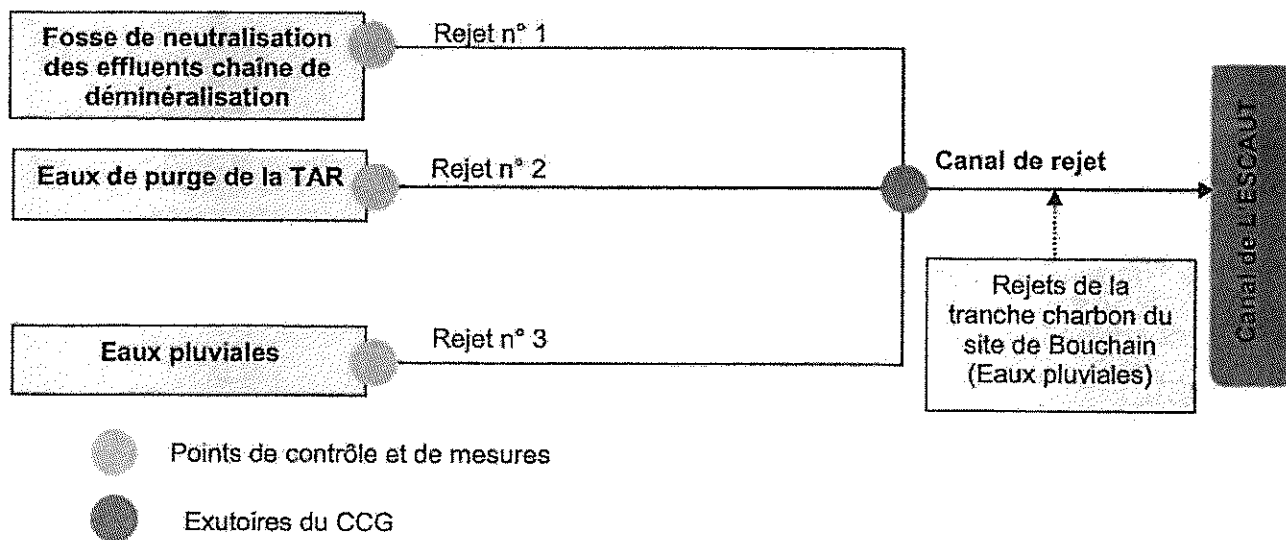 Fosse de neutralisation
des effluents chaîne de
déminéralisation
Rejet n° 1
Eaux de purge de la TAR
Rejet n° 2
Eaux pluviales
Rejet n° 3
Canal de rejet
Rejets de la
tranche charbon du
site de Bouchain
(Eaux pluviales)
Canal de L'ESCAUT
Points de contrôle et de mesures
Exutoires du CCG